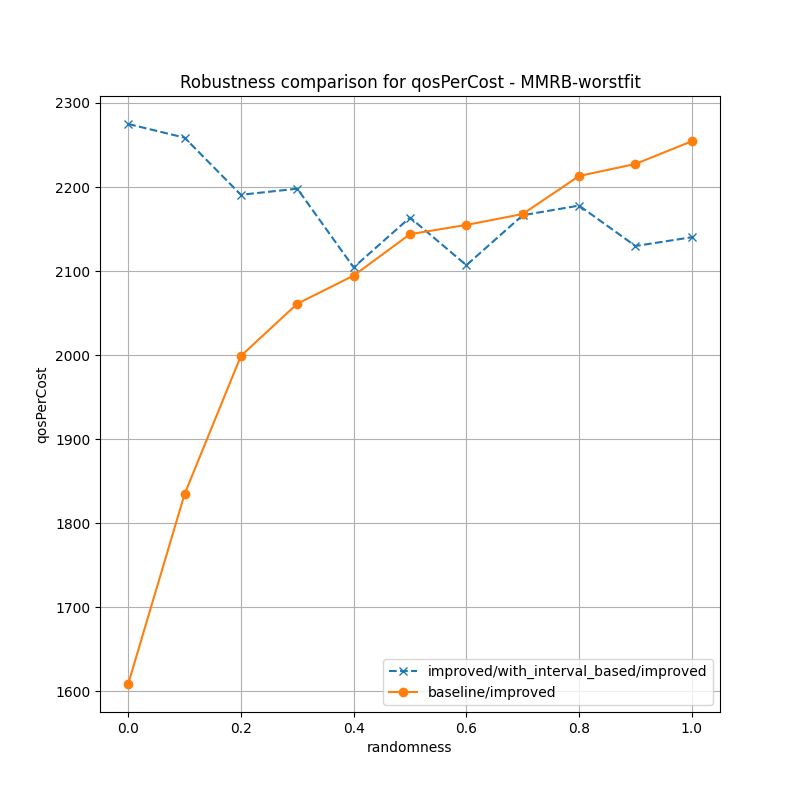 Robustness comparison for qosPerCost - MMRB-worstfit
2300
2200
2100
2000
1900
1800
1700
1600
qosPerCost
0.0 0.2 0.4 0.6 0.8 1.0
randomness
improved/with_interval_based/improved
baseline/improved